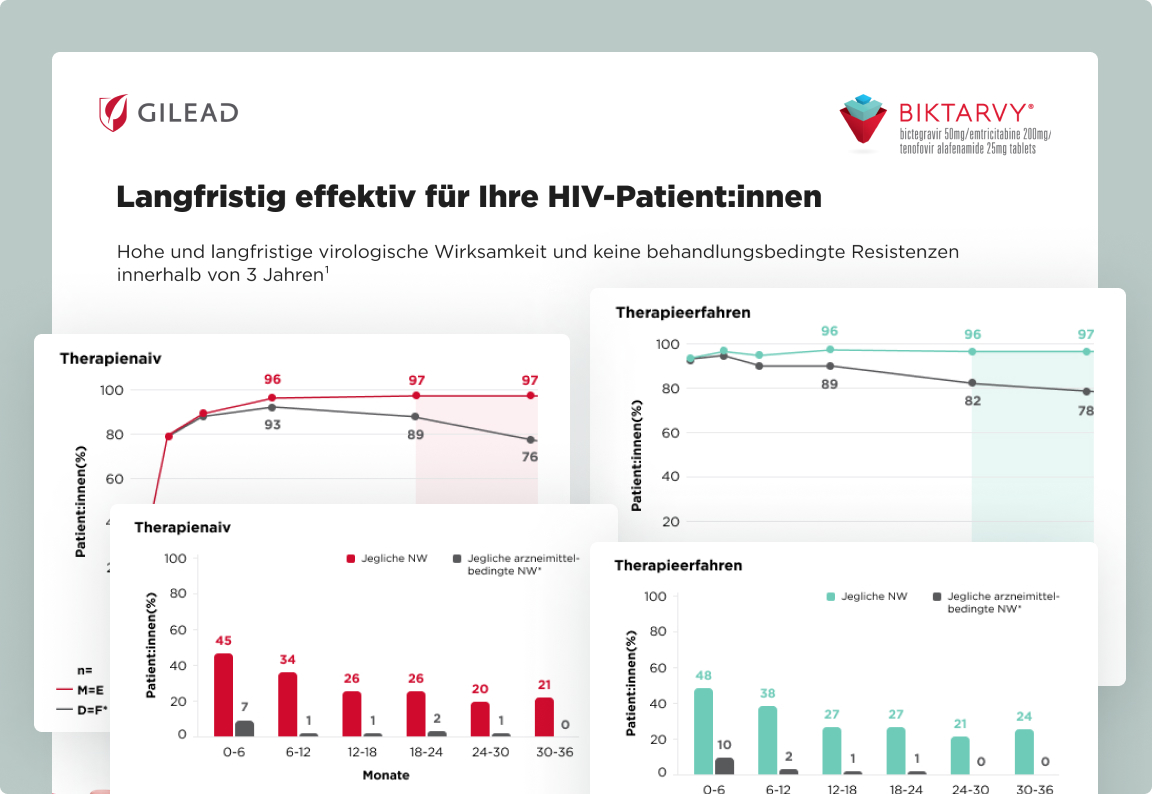 GILEAD
BIKTARVY®
bictegravir 50mg/emtricitabine 200mg/
tenofovir alafenamide 25mg tablets
Langfristig effektiv für Ihre HIV-Patient:innen
Hohe und langfristige virologische Wirksamkeit und keine behandlungsbedingte Resistenzen
innerhalb von 3 Jahren¹
Therapienaiv
Patient:innen(%)
100
80
60
96
97
97
93
89
76
n=
M=E
D=F*
Therapieerfahren
Patient:innen(%)
100
80
60
40
20
96
96
97
89
82
78
Therapienaiv
Jegliche NW
Jegliche arzneimittel-
bedingte NW*
Patient:innen(%)
100
80
60
40
20
0
45
7
34
1
26
1
26
2
20
1
21
0
0-6
6-12
12-18
18-24
24-30
30-36
Monate
Therapieerfahren
Jegliche NW
Jegliche arzneimittel-
bedingte NW*
Patient:innen(%)
100
80
60
40
20
0
48
10
38
2
27
1
27
1
21
0
24
0
0-6
6-12
12-18
18-24
24-30
30-36